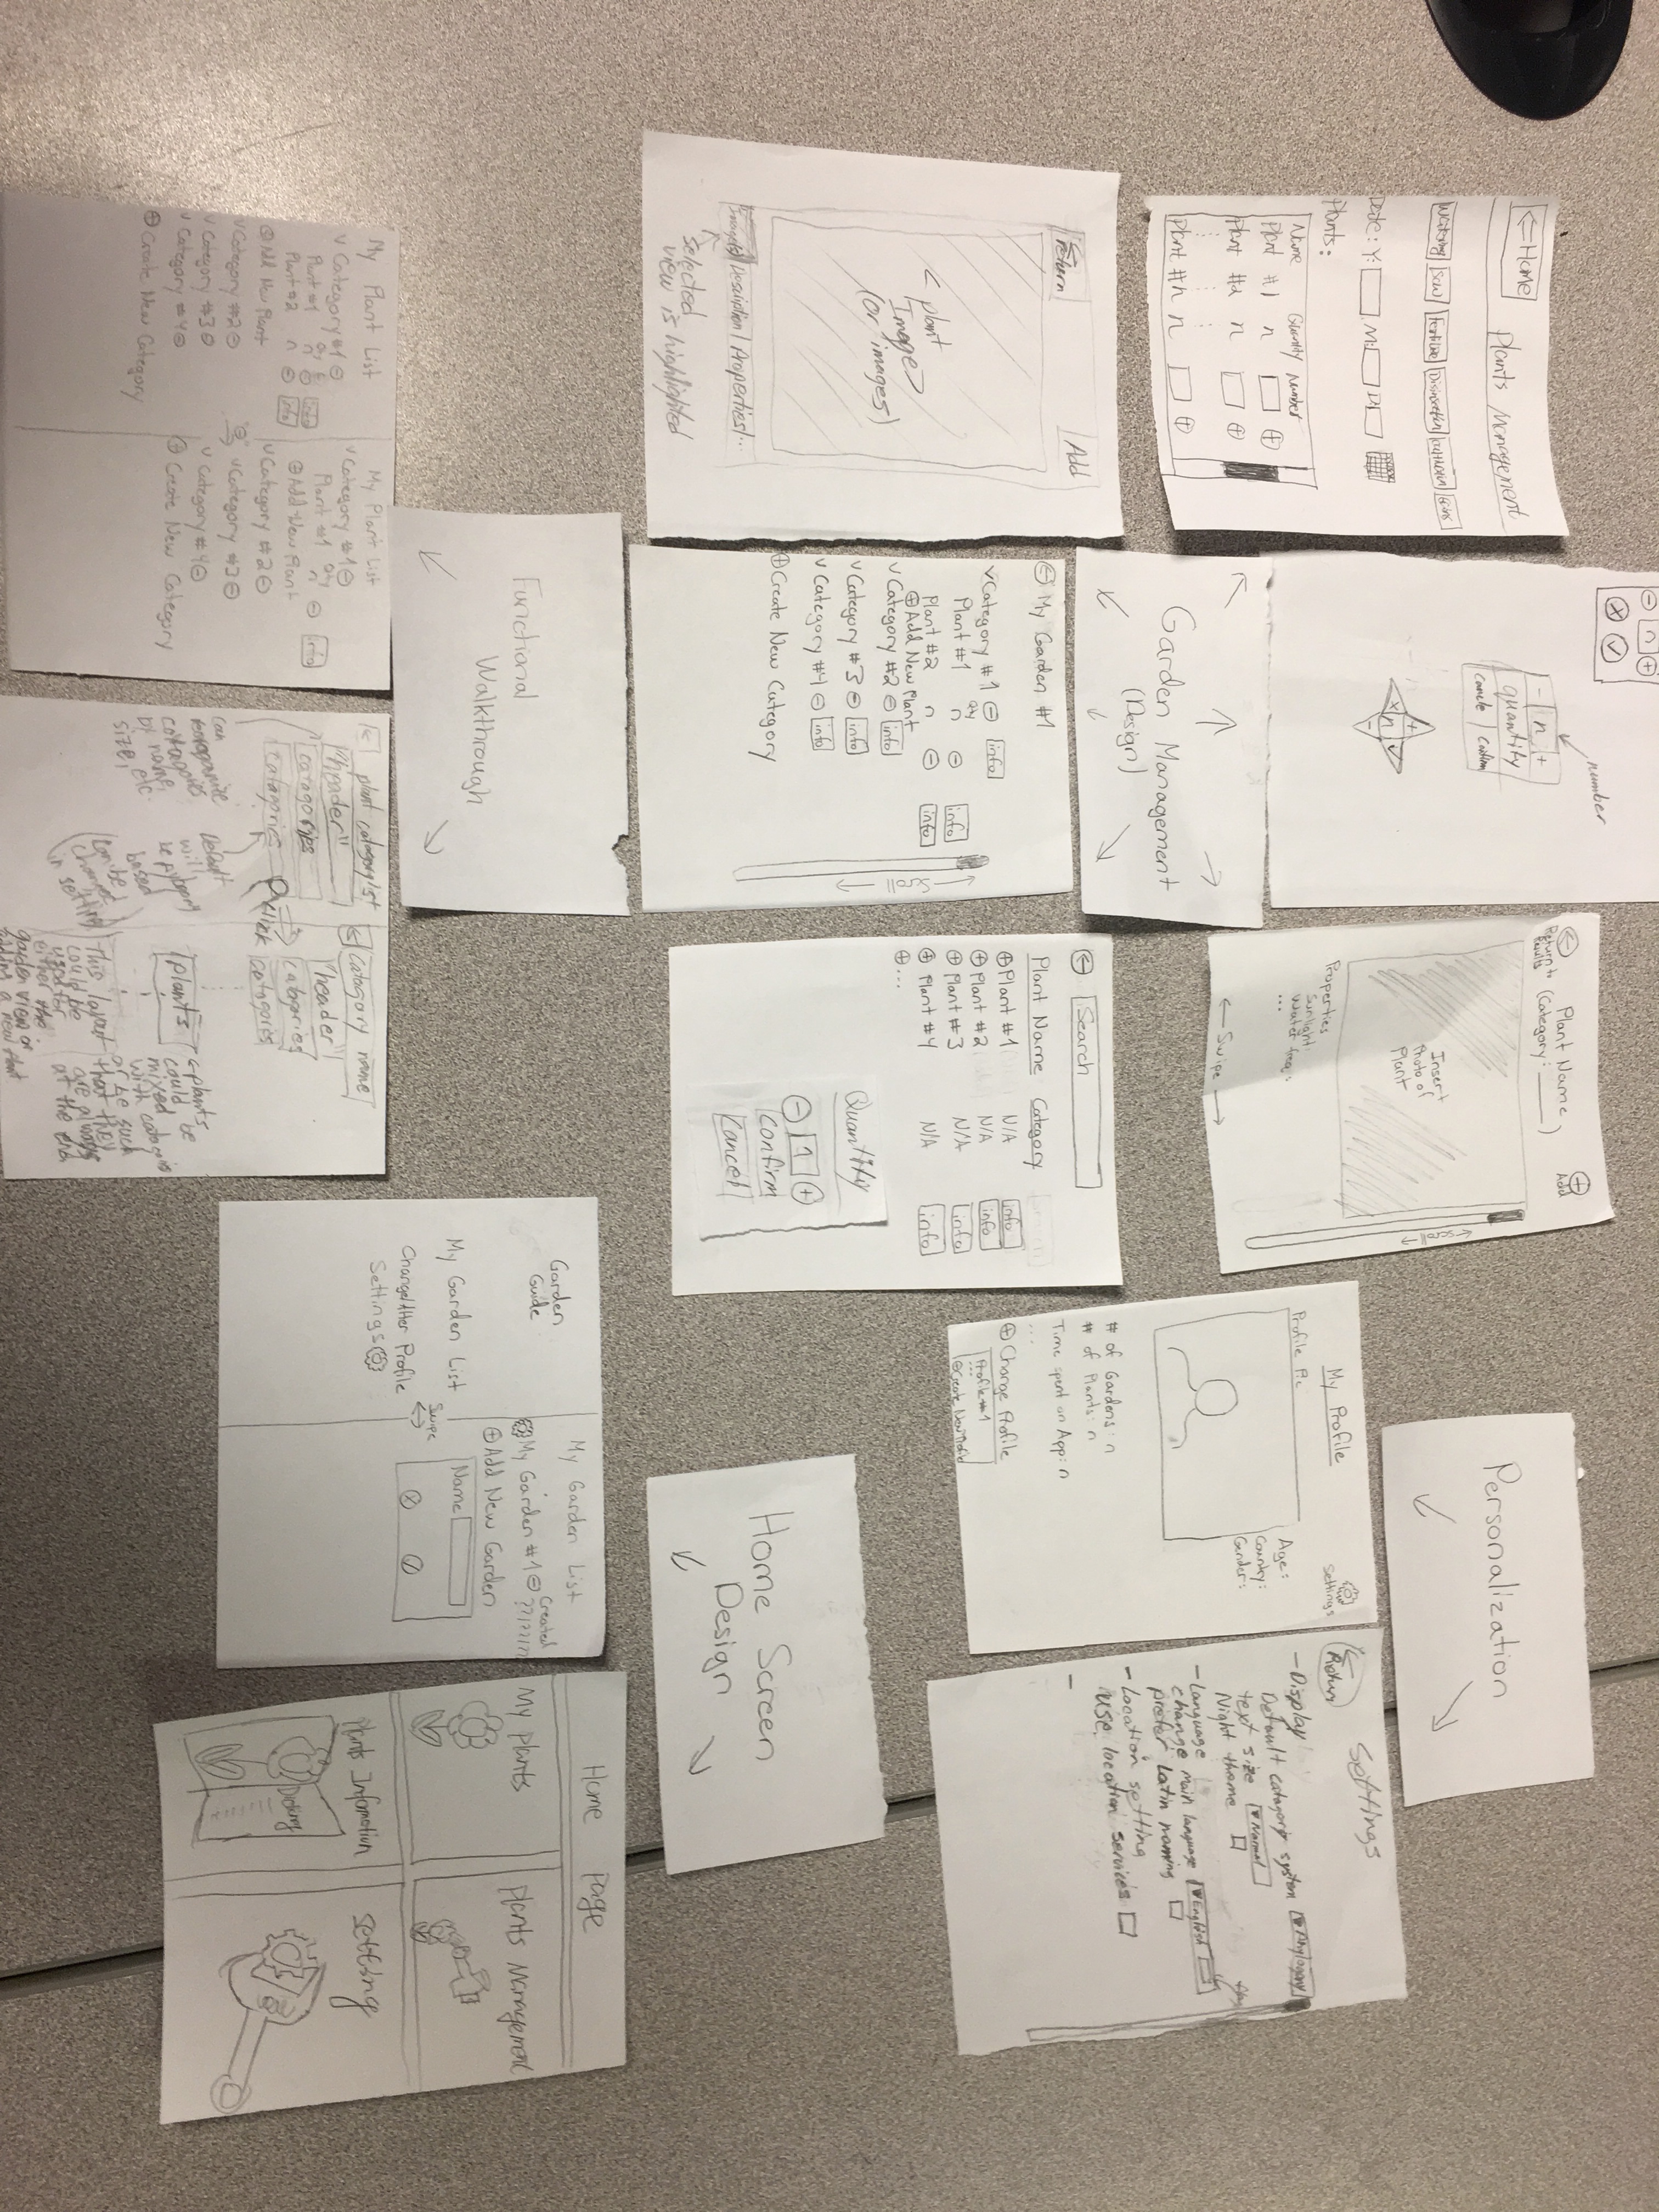 ← Home
Plants Management
Watering Sow Fertilize Disinsection
Date: Y: M: D:
Plants:
Name Quantity Number
Plant #1 n ⊕
Plant #2 n ⊕
Plant #n n ⊕
⊖ n ⊕
number
- n +
quantity
cancle confirm
+
× n ✓
-
← Return to Results
Plant Name
(Category: ____)
⊕ Add
Insert
Photo of
Plant
← Scroll →
Properties
Sunlight:
Water freq.:
...
← Swipe →
Personalization
My Profile
Settings
Profile Pic
Age:
Country:
Gender:
# of Gardens: n
# of Plants: n
Time spent on App: n
...
⊕ Change Profile
Profile #1
...
⊕ Create New Profile
← Return
Settings
- Display
Default catagory system
text size ▼ Normal
Night theme
- Language
change main language ▼ English
prefer Latin naming
- Location setting
use location services
-
Garden Management
(Design)
← return
Add
< plant
Image>
(or images)
Image(s) | Description | Properties | ...
selected
view is highlighted
← My Garden #1
v Category #1 ⊖ info
Qty
Plant #1 n ⊖ info
Plant #2 n ⊖ info
⊕ Add New Plant
v Category #2 ⊖ info
v Category #3 ⊖ info
v Category #4 ⊖ info
⊕ Create New Category
← Scroll →
← Search
Plant Name Category
⊕ Plant #1 N/A info
⊕ Plant #2 N/A info
⊕ Plant #3 N/A info
⊕ Plant #4 N/A info
⊕ ...
Quantity
⊖ 1 ⊕
Confirm
Cancel
Home Screen
Design
Functional
Walkthrough
Garden
Guide
My Garden List
Change/Alter Profile
Settings
Swipe
My Garden List
My Garden #1 ⊖ Created
??/??/??
⊕ Add New Garden
Name
Home page
My plants
Plants Management
Plants Infomation
setting
My Plant List
v Category #1 ⊖
Plant #1 n ⊖ info
Plant #2 n ⊖ info
⊕ Add New Plant
v Category #2 ⊖
v Category #3 ⊖
v Category #4 ⊖
⊕ Create New Category
My Plant List
v Category #1 ⊖
Qty
Plant #1 n ⊖ info
⊕ Add New Plant
v Category #2 ⊖
v Category #3 ⊖
v Category #4 ⊖
⊕ Create New Category
← plant catagory list
"header"
catagories
catagories
click
can
reorganize
catagories
by name,
size, etc.
Default
will
be
based
(can be
changed
in setting)
← Catagory name
"header"
catagories
catogories
plants
← plants
could be
mixed
with catagories
or be such
that they
are always
at the end
This layout
could be
used for
either the
garden view or
adding a new plant